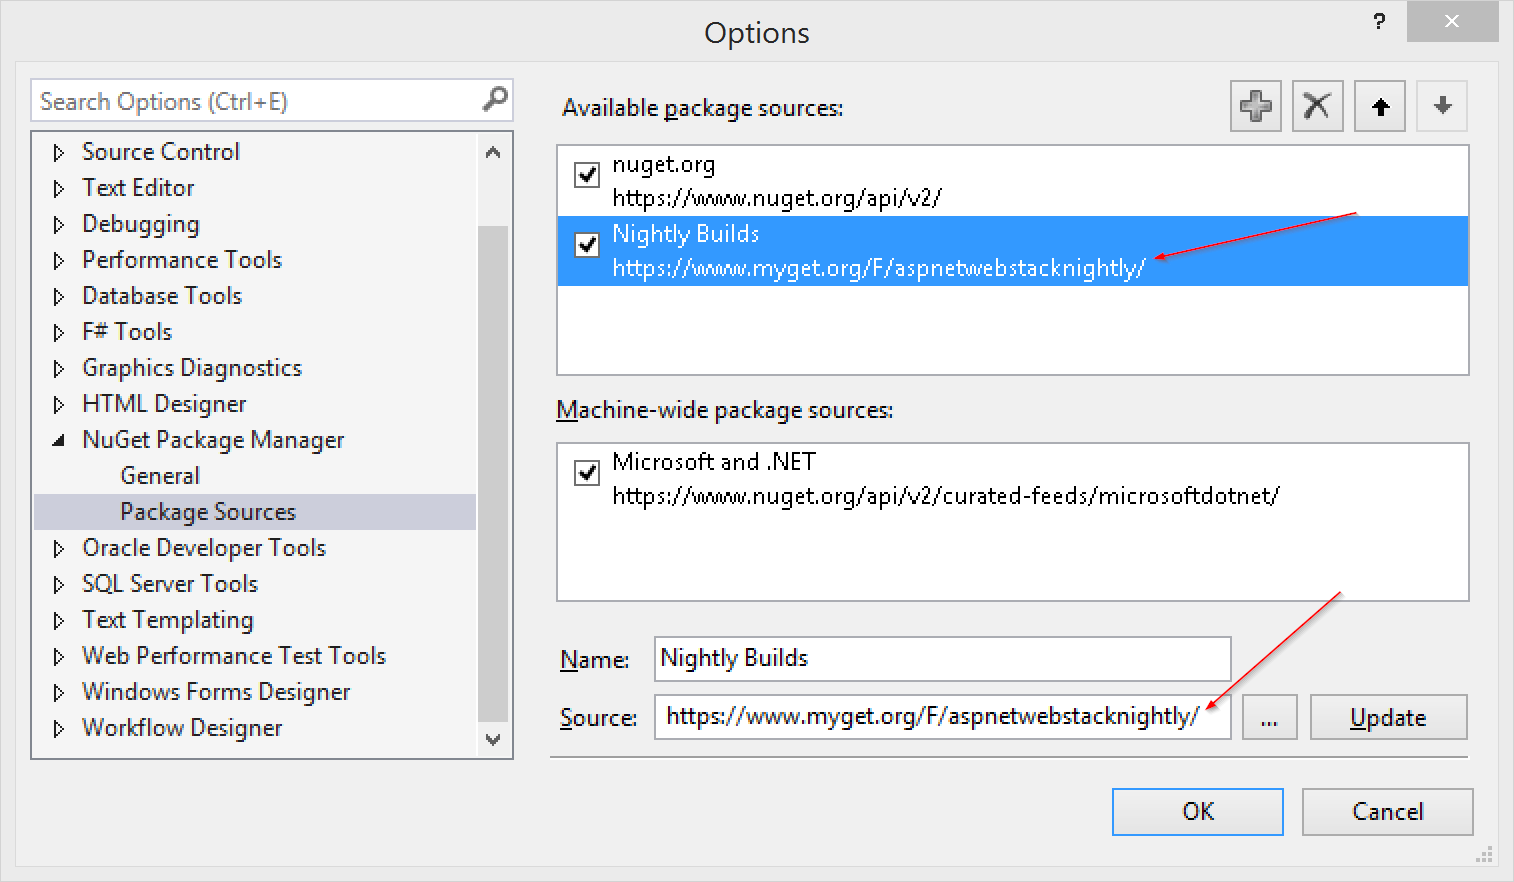 Options
?
Search Options (Ctrl+E)
Source Control
Text Editor
Debugging
Performance Tools
Database Tools
F# Tools
Graphics Diagnostics
HTML Designer
NuGet Package Manager
General
Package Sources
Oracle Developer Tools
SQL Server Tools
Text Templating
Web Performance Test Tools
Windows Forms Designer
Workflow Designer
Available package sources:
nuget.org
https://www.nuget.org/api/v2/
Nightly Builds
https://www.myget.org/F/aspnetwebstacknightly/
Machine-wide package sources:
Microsoft and .NET
https://www.nuget.org/api/v2/curated-feeds/microsoftdotnet/
Name: Nightly Builds
Source: https://www.myget.org/F/aspnetwebstacknightly/ ... Update
OK Cancel